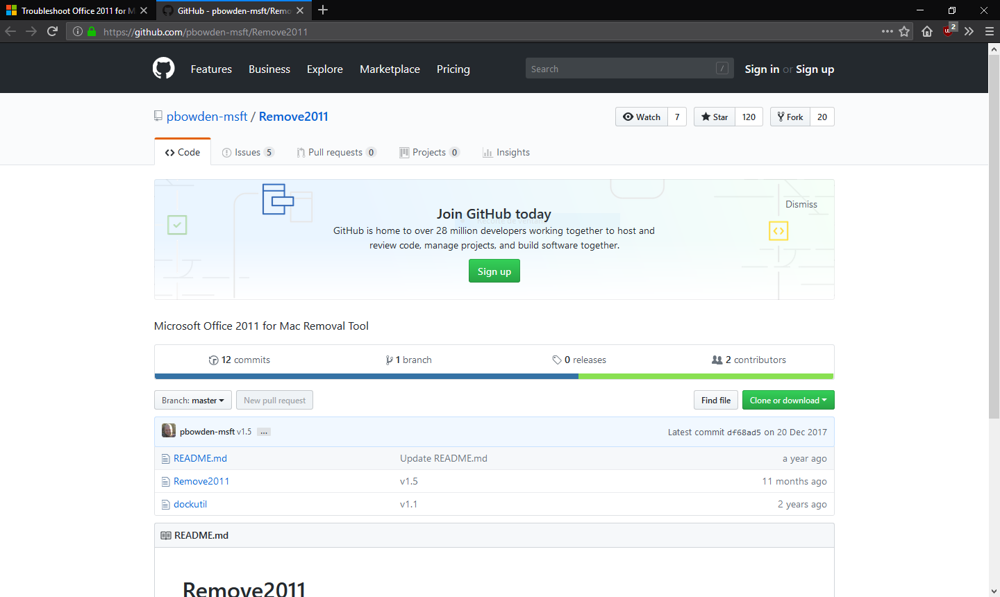 Troubleshoot Office 2011 for M
GitHub - pbowden-msft/Remo
https://github.com/pbowden-msft/Remove2011
2
Features Business Explore Marketplace Pricing
Search /
Sign in or Sign up
pbowden-msft / Remove2011
Watch 7 Star 120 Fork 20
Code Issues 5 Pull requests 0 Projects 0 Insights
Dismiss
Join GitHub today
GitHub is home to over 28 million developers working together to host and
review code, manage projects, and build software together.
Sign up
Microsoft Office 2011 for Mac Removal Tool
12 commits 1 branch 0 releases 2 contributors
Branch: master New pull request Find file Clone or download
pbowden-msft v1.5 ... Latest commit df68ad5 on 20 Dec 2017
README.md Update README.md a year ago
Remove2011 v1.5 11 months ago
dockutil v1.1 2 years ago
README.md
Remove2011